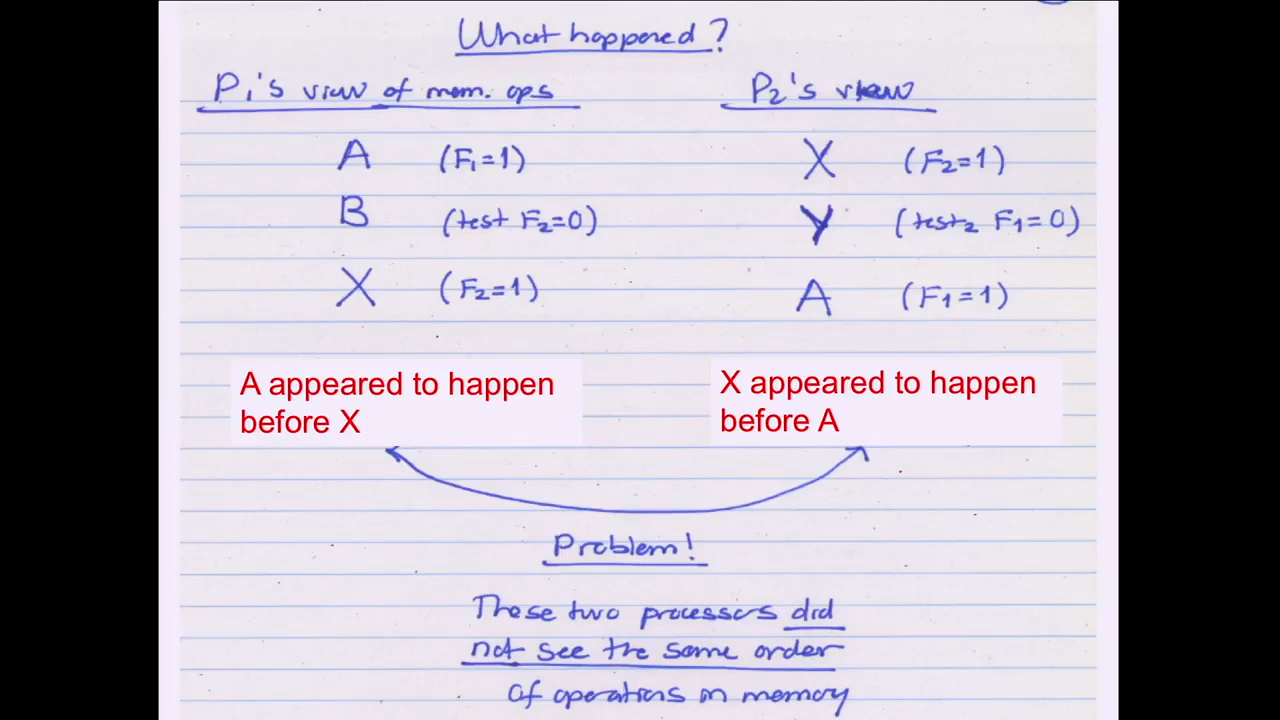 What happened?
P1's view of mem. ops
P2's view
A (F1=1)
X (F2=1)
B (test F2=0)
Y (test2 F1=0)
X (F2=1)
A (F1=1)
A appeared to happen
before X
X appeared to happen
before A
Problem!
These two processors did
not see the same order
of operations in memory